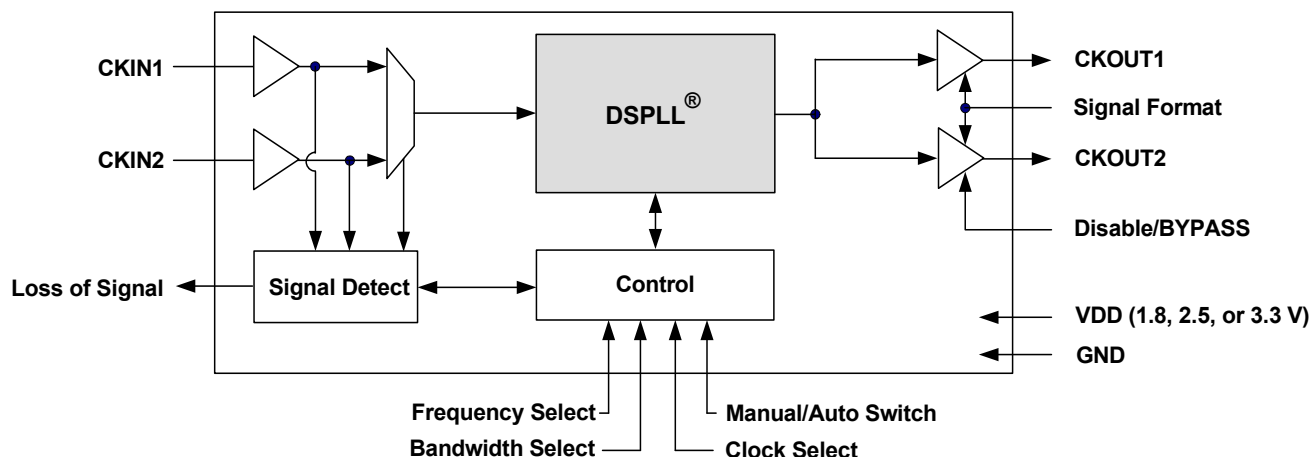 CKIN1
CKIN2
DSPLL®
CKOUT1
Signal Format
CKOUT2
Disable/BYPASS
Loss of Signal
Signal Detect
Control
VDD (1.8, 2.5, or 3.3 V)
GND
Frequency Select
Manual/Auto Switch
Bandwidth Select
Clock Select